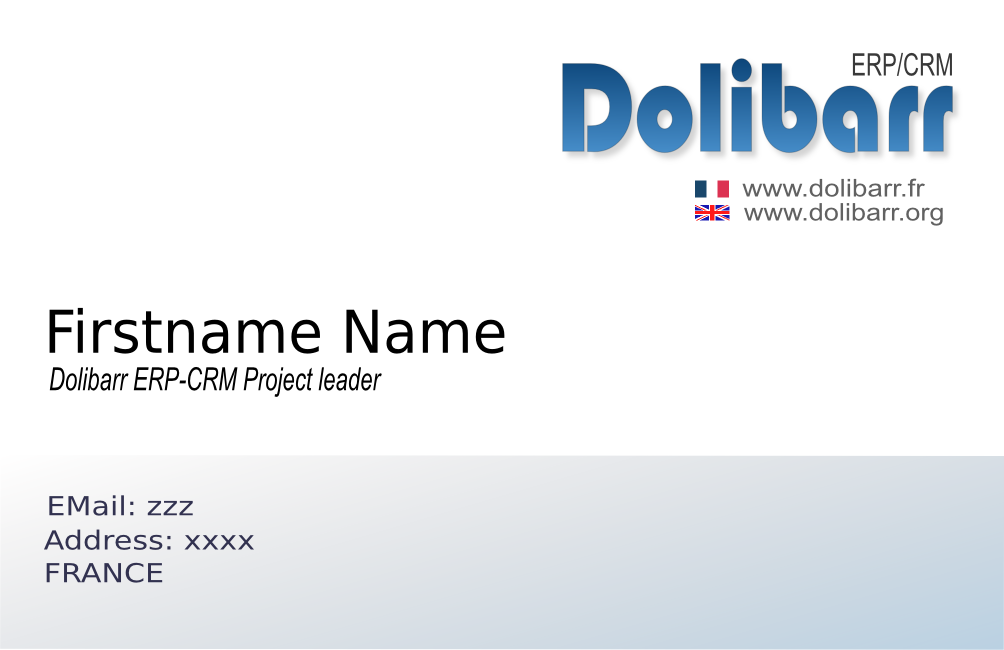 ERP/CRM
Dolibarr
www.dolibarr.fr
www.dolibarr.org
Firstname Name
Dolibarr ERP-CRM Project leader
EMail: zzz
Address: xxxx
FRANCE